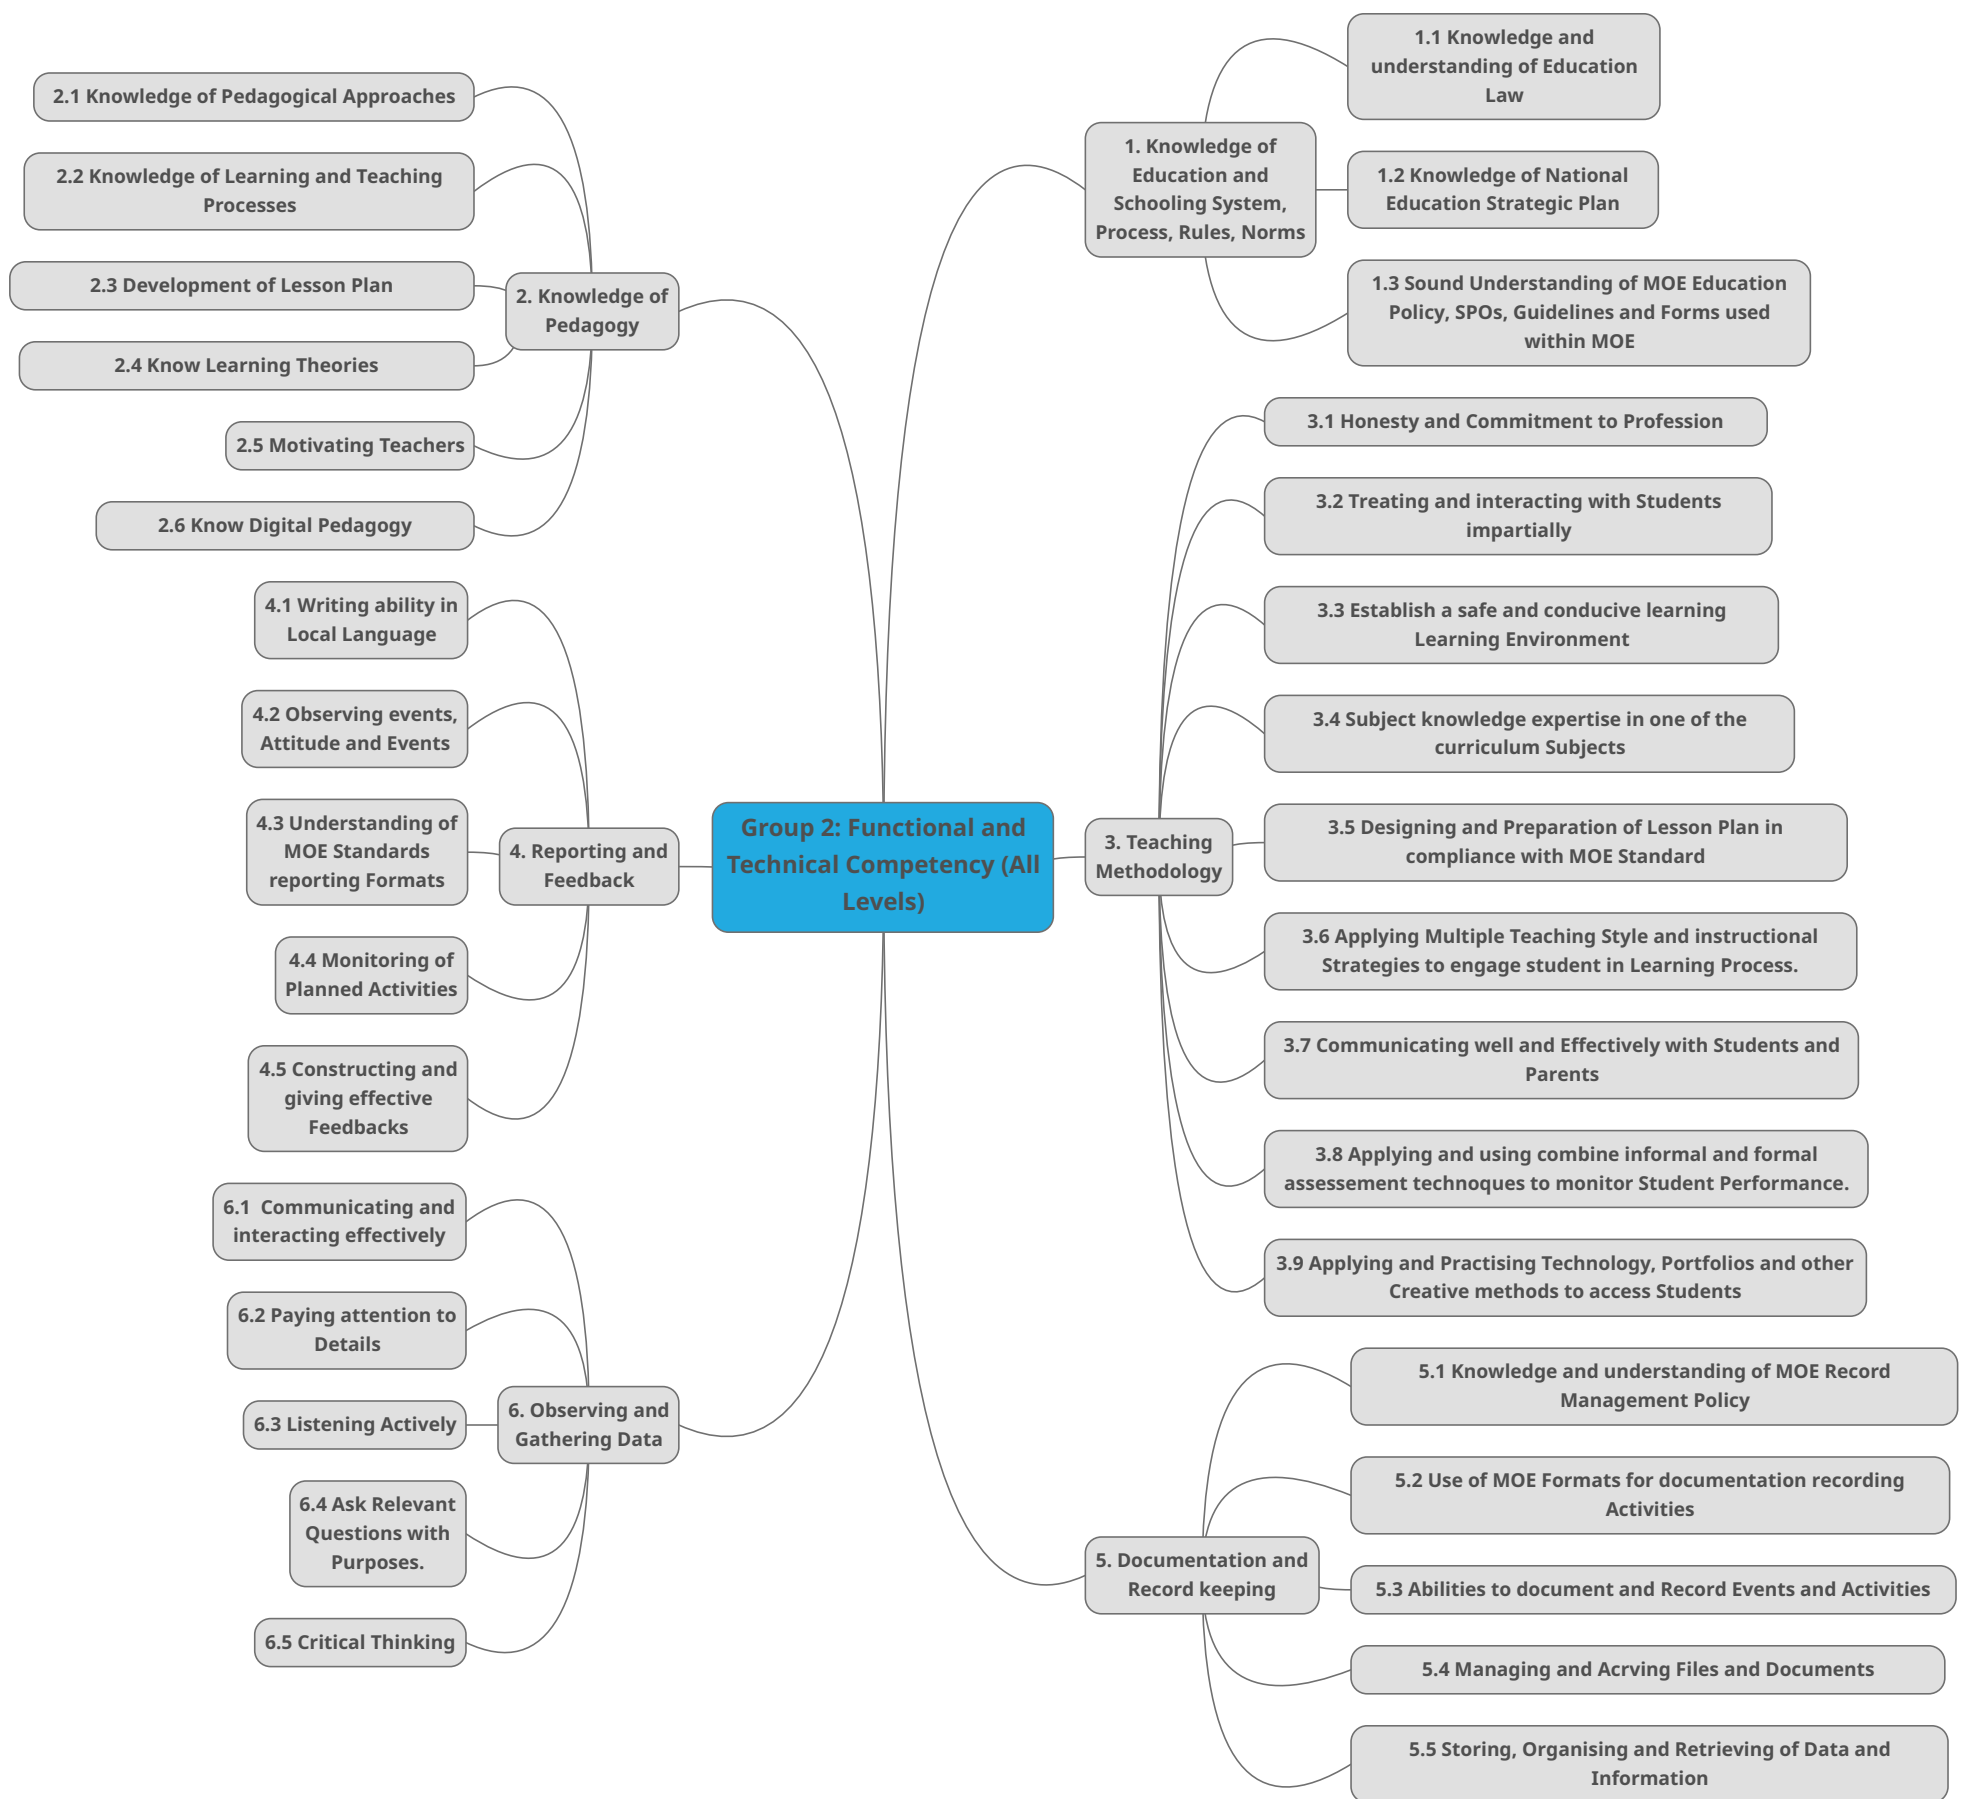 Group 2: Functional and
Technical Competency (All
Levels)
1. Knowledge of
Education and
Schooling System,
Process, Rules, Norms
1.1 Knowledge and
understanding of Education
Law
1.2 Knowledge of National
Education Strategic Plan
1.3 Sound Understanding of MOE Education
Policy, SPOs, Guidelines and Forms used
within MOE
2. Knowledge of
Pedagogy
2.1 Knowledge of Pedagogical Approaches
2.2 Knowledge of Learning and Teaching
Processes
2.3 Development of Lesson Plan
2.4 Know Learning Theories
2.5 Motivating Teachers
2.6 Know Digital Pedagogy
3. Teaching
Methodology
3.1 Honesty and Commitment to Profession
3.2 Treating and interacting with Students
impartially
3.3 Establish a safe and conducive learning
Learning Environment
3.4 Subject knowledge expertise in one of the
curriculum Subjects
3.5 Designing and Preparation of Lesson Plan in
compliance with MOE Standard
3.6 Applying Multiple Teaching Style and instructional
Strategies to engage student in Learning Process.
3.7 Communicating well and Effectively with Students and
Parents
3.8 Applying and using combine informal and formal
assessement technoques to monitor Student Performance.
3.9 Applying and Practising Technology, Portfolios and other
Creative methods to access Students
4. Reporting and
Feedback
4.1 Writing ability in
Local Language
4.2 Observing events,
Attitude and Events
4.3 Understanding of
MOE Standards
reporting Formats
4.4 Monitoring of
Planned Activities
4.5 Constructing and
giving effective
Feedbacks
5. Documentation and
Record keeping
5.1 Knowledge and understanding of MOE Record
Management Policy
5.2 Use of MOE Formats for documentation recording
Activities
5.3 Abilities to document and Record Events and Activities
5.4 Managing and Acrving Files and Documents
5.5 Storing, Organising and Retrieving of Data and
Information
6. Observing and
Gathering Data
6.1 Communicating and
interacting effectively
6.2 Paying attention to
Details
6.3 Listening Actively
6.4 Ask Relevant
Questions with
Purposes.
6.5 Critical Thinking